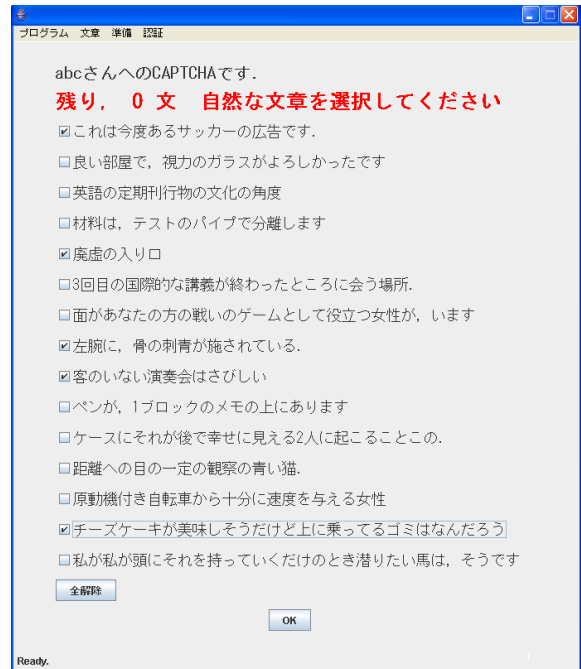 プログラム 文章 準備 認証
abcさんへのCAPTCHAです.
残り, 0 文 自然な文章を選択してください
これは今度あるサッカーの広告です.
良い部屋で, 視力のガラスがよろしかったです
英語の定期刊行物の文化の角度
材料は, テストのパイプで分離します
廃虚の入り口
3回目の国際的な講義が終わったところに会う場所.
面があなたの方の戦いのゲームとして役立つ女性が, います
左腕に, 骨の刺青が施されている.
客のいない演奏会はさびしい
ペンが, 1ブロックのメモの上にあります
ケースにそれが後で幸せに見える2人に起こることこの.
距離への目の一定の観察の青い猫.
原動機付き自転車から十分に速度を与える女性
チーズケーキが美味しそうだけど上に乗ってるゴミはなんだろう
私が私が頭にそれを持っていくだけのとき潜りたい馬は, そうです
全解除
OK
Ready.